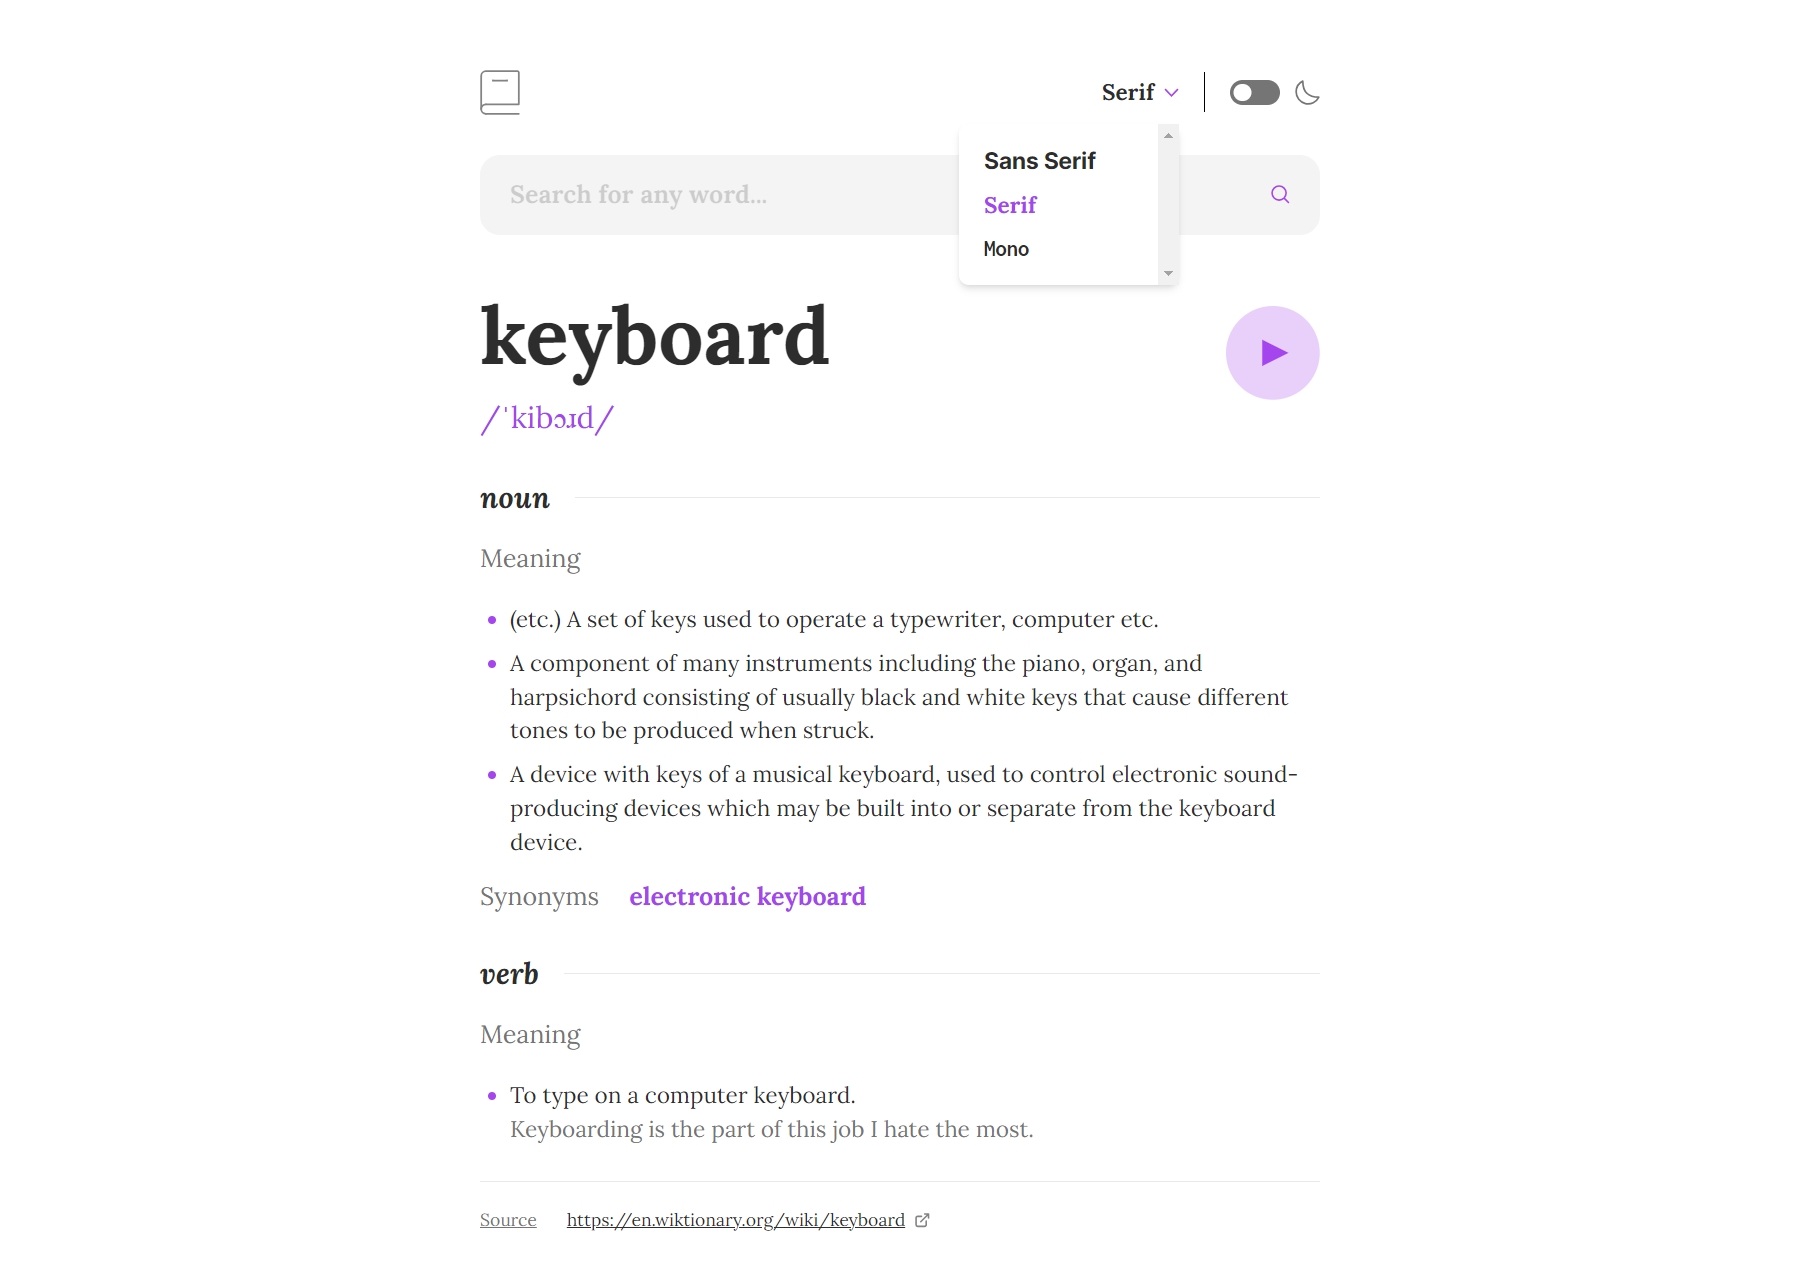 Serif
Sans Serif
Serif
Mono
Search for any word...
keyboard
/ˈkibɔɹd/
noun
Meaning
(etc.) A set of keys used to operate a typewriter, computer etc.
A component of many instruments including the piano, organ, and
harpsichord consisting of usually black and white keys that cause different
tones to be produced when struck.
A device with keys of a musical keyboard, used to control electronic sound-
producing devices which may be built into or separate from the keyboard
device.
Synonyms electronic keyboard
verb
Meaning
To type on a computer keyboard.
Keyboarding is the part of this job I hate the most.
Source https://en.wiktionary.org/wiki/keyboard